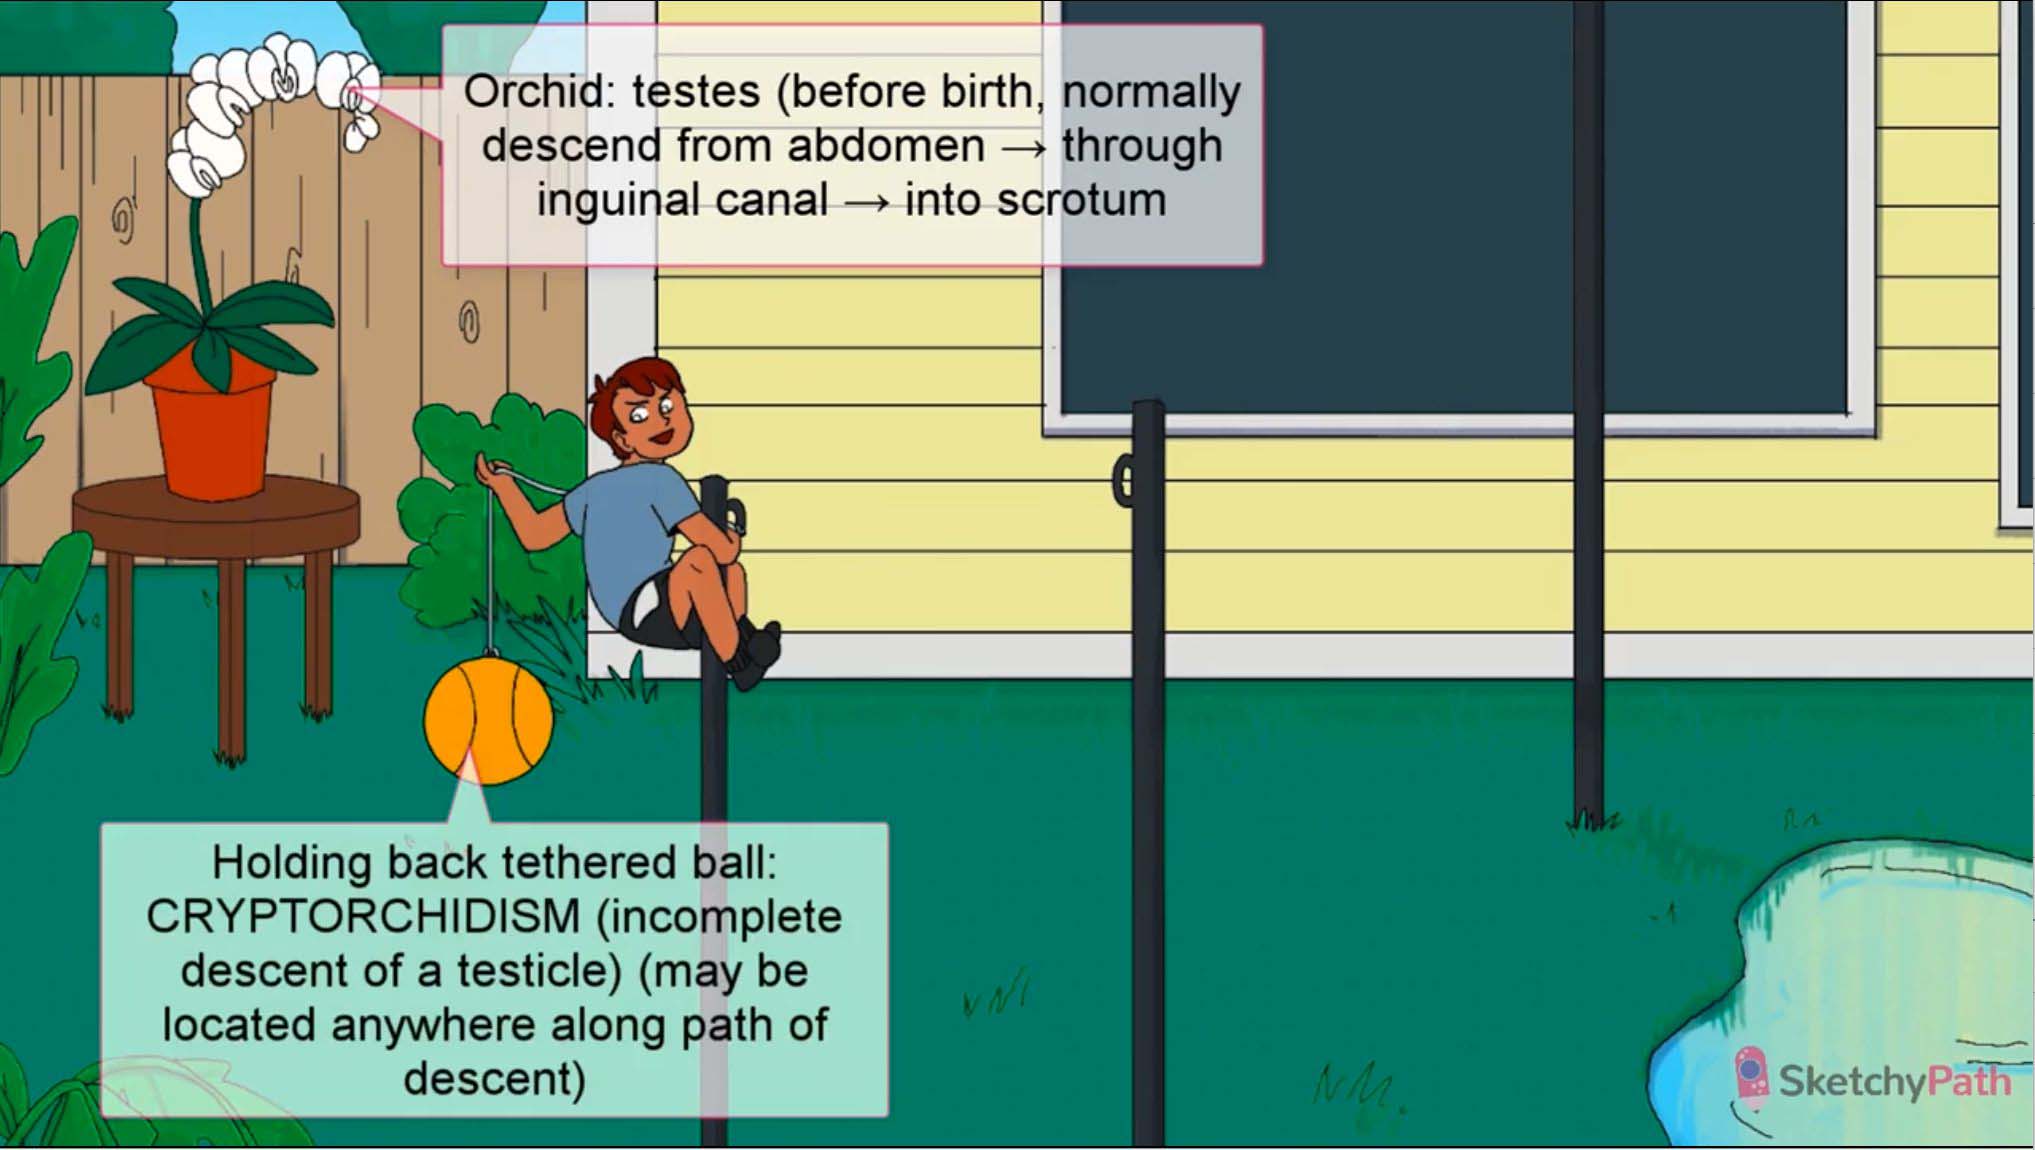 Orchid: testes (before birth, normally
descend from abdomen → through
inguinal canal → into scrotum
Holding back tethered ball:
CRYPTORCHIDISM (incomplete
descent of a testicle) (may be
located anywhere along path of
descent)
SketchyPath